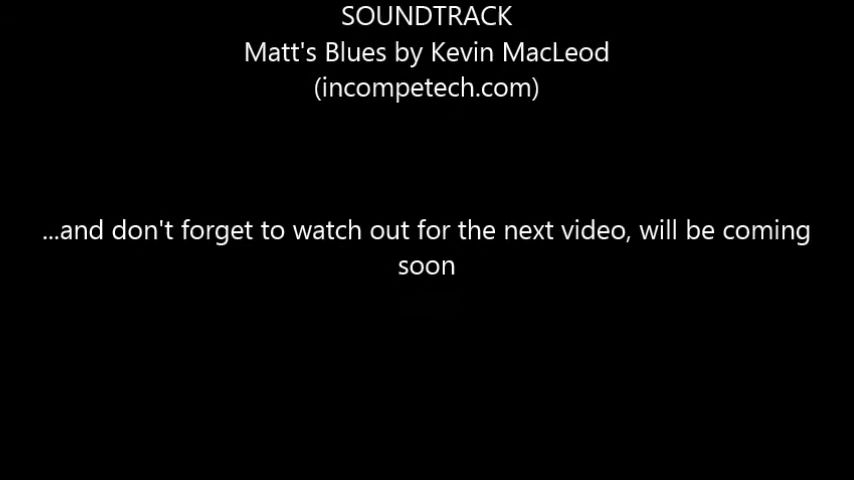 SOUNDTRACK
Matt's Blues by Kevin MacLeod
(incompetech.com)
...and don't forget to watch out for the next video, will be coming
soon